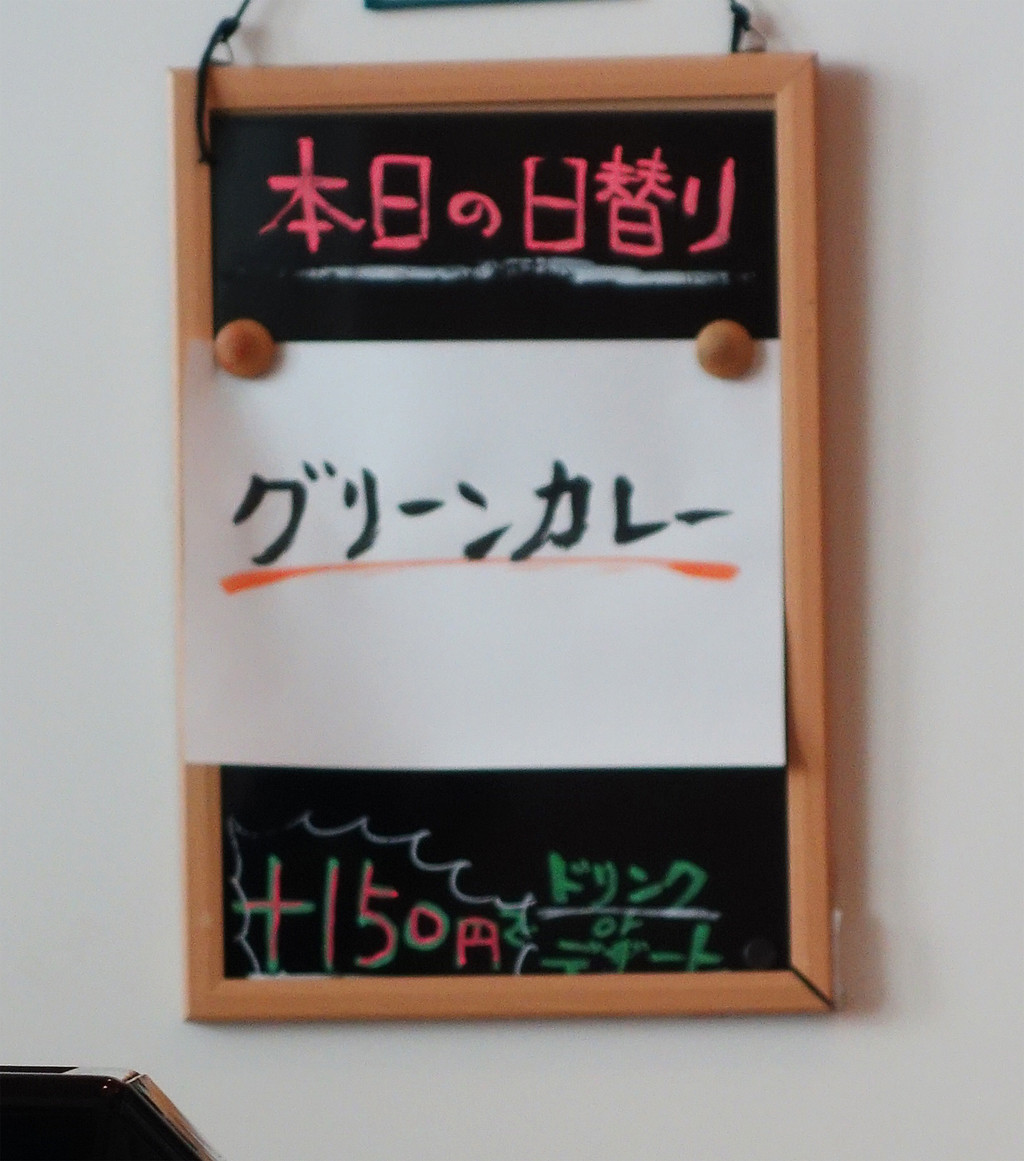 本日の日替り
グリーンカレー
+150円で
ドリンク
or
デザート